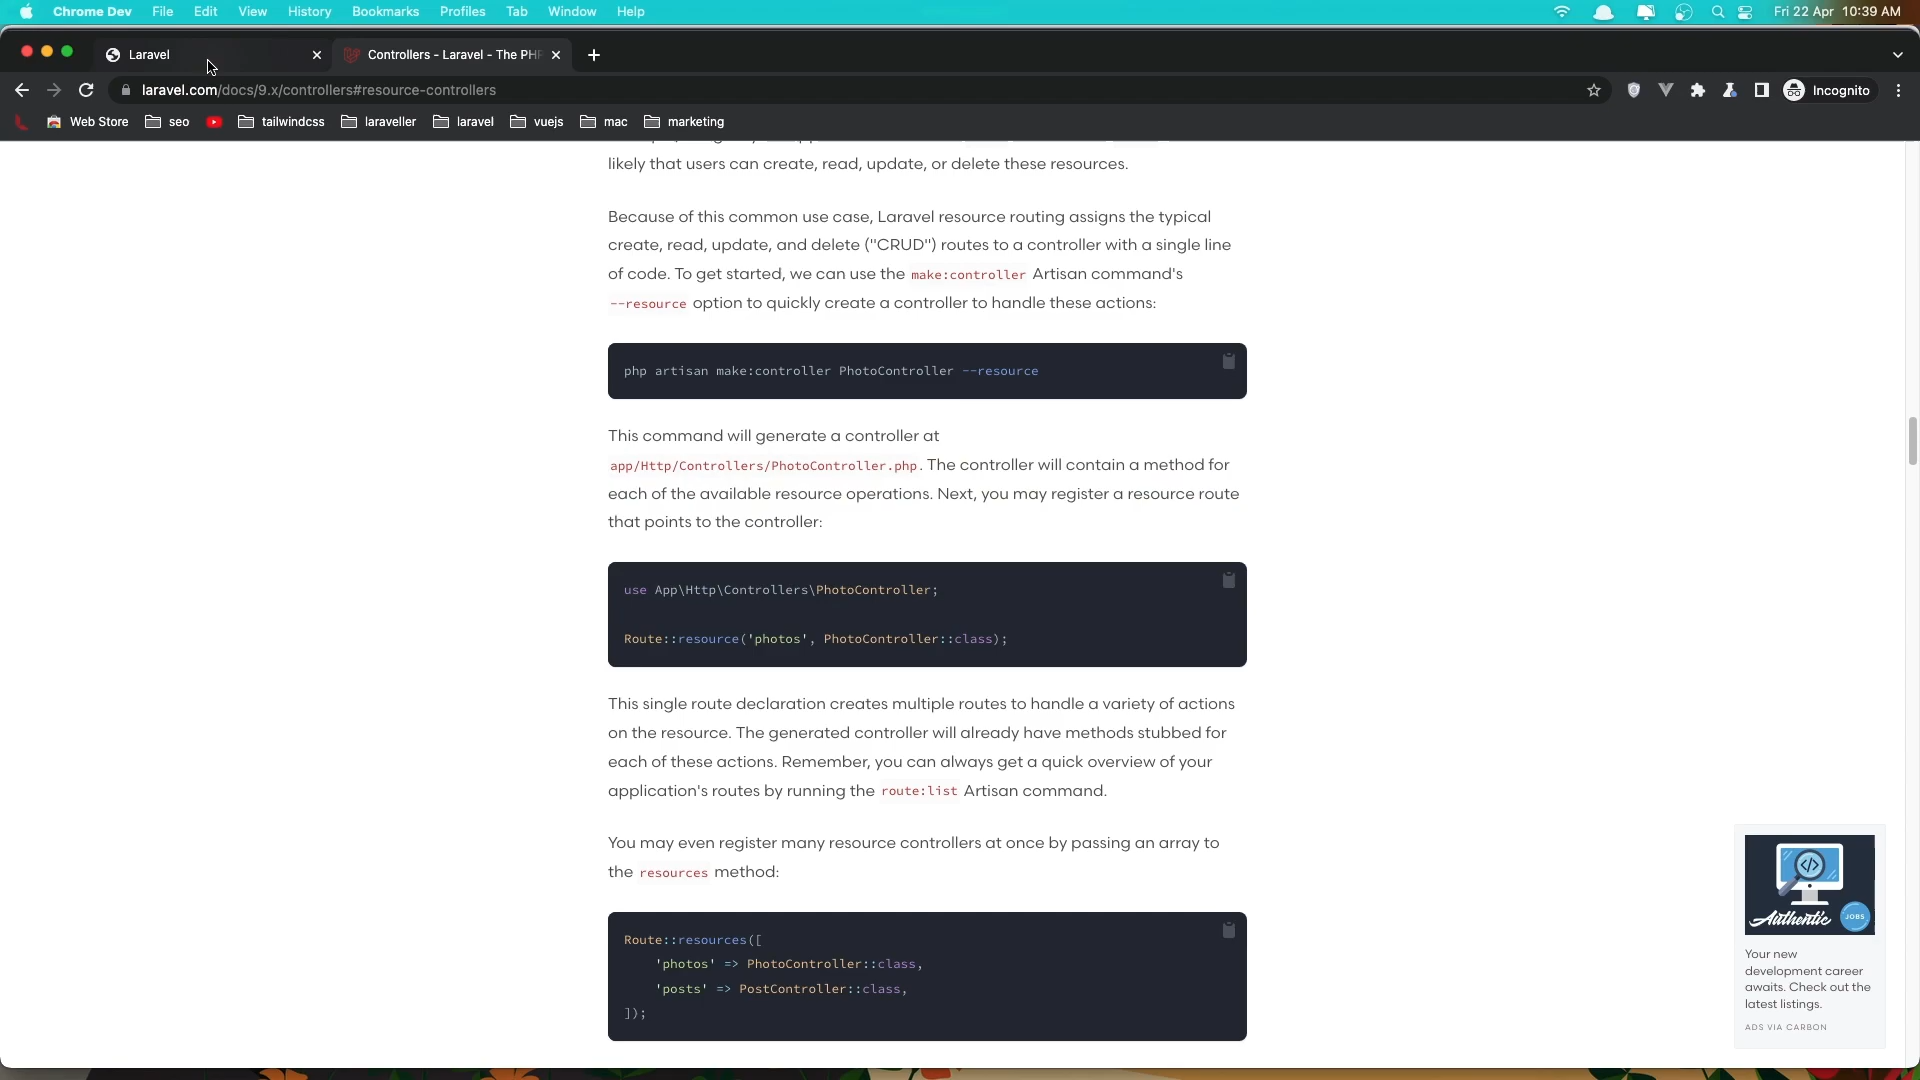 Chrome Dev File Edit View History Bookmarks Profiles Tab Window Help Fri 22 Apr 10:39 AM
Laravel Controllers - Laravel - The PHP
laravel.com/docs/9.x/controllers#resource-controllers Incognito
Web Store seo tailwindcss laraveller laravel vuejs mac marketing
likely that users can create, read, update, or delete these resources.
Because of this common use case, Laravel resource routing assigns the typical
create, read, update, and delete ("CRUD") routes to a controller with a single line
of code. To get started, we can use the make:controller Artisan command's
--resource option to quickly create a controller to handle these actions:
php artisan make:controller PhotoController --resource
This command will generate a controller at
app/Http/Controllers/PhotoController.php. The controller will contain a method for
each of the available resource operations. Next, you may register a resource route
that points to the controller:
use App\Http\Controllers\PhotoController;
Route::resource('photos', PhotoController::class);
This single route declaration creates multiple routes to handle a variety of actions
on the resource. The generated controller will already have methods stubbed for
each of these actions. Remember, you can always get a quick overview of your
application's routes by running the route:list Artisan command.
You may even register many resource controllers at once by passing an array to
the resources method:
Route::resources([
'photos' => PhotoController::class,
'posts' => PostController::class,
]);
Authentic JOBS
Your new
development career
awaits. Check out the
latest listings.
ADS VIA CARBON